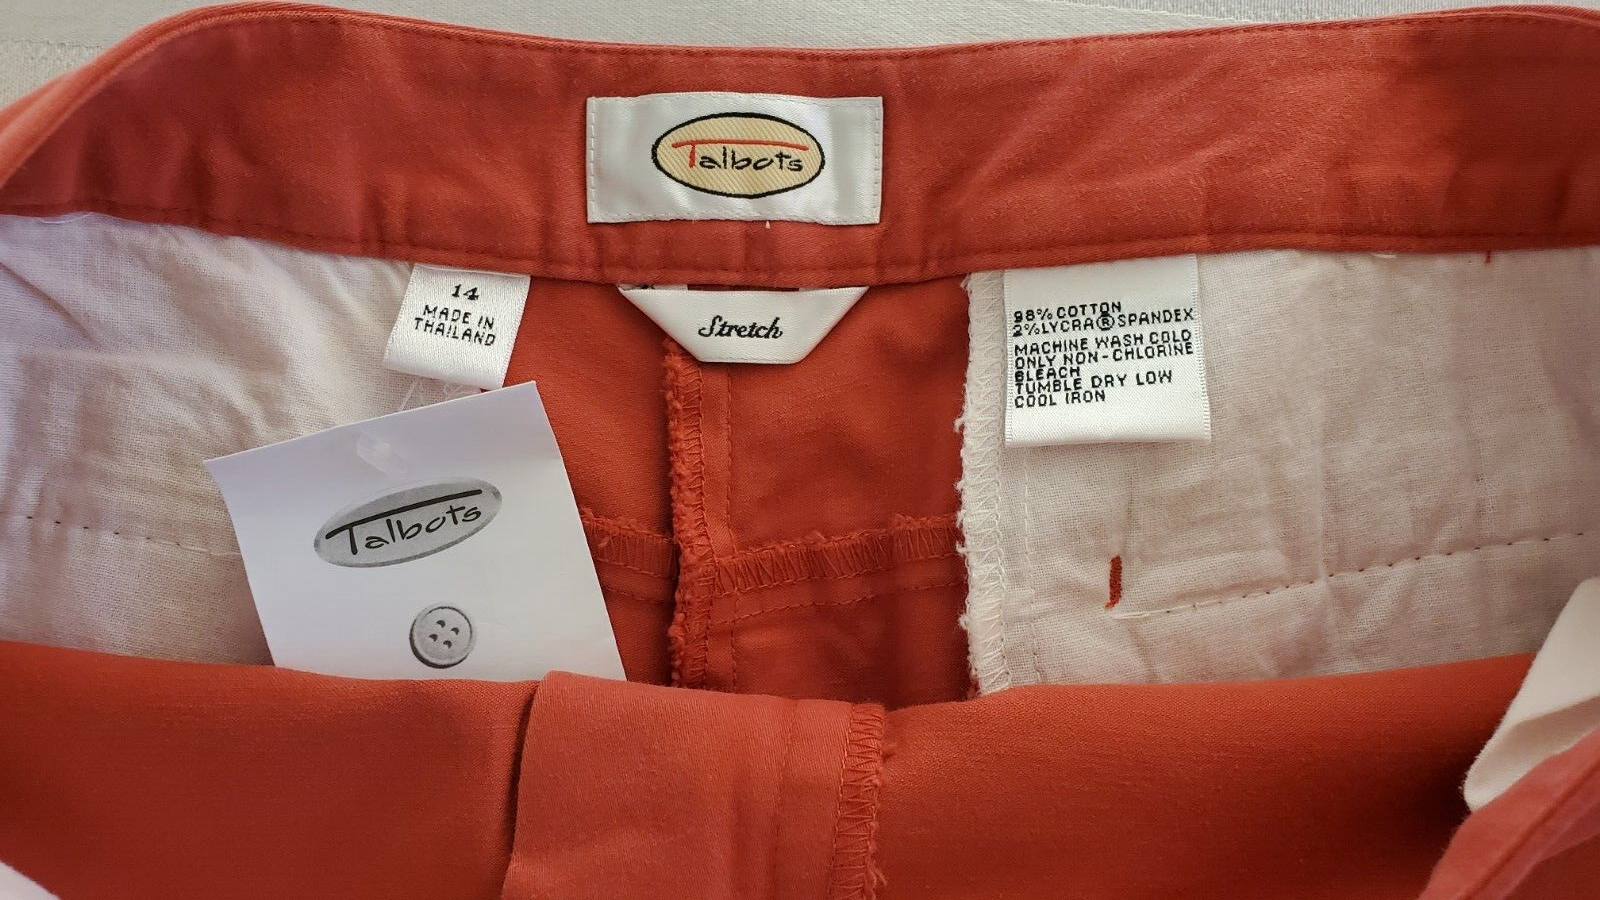 Talbots
14
MADE IN
THAILAND
Stretch
98% COTTON
2% LYCRA® SPANDEX
MACHINE WASH COLD
ONLY NON-CHLORINE
BLEACH
TUMBLE DRY LOW
COOL IRON
Talbots